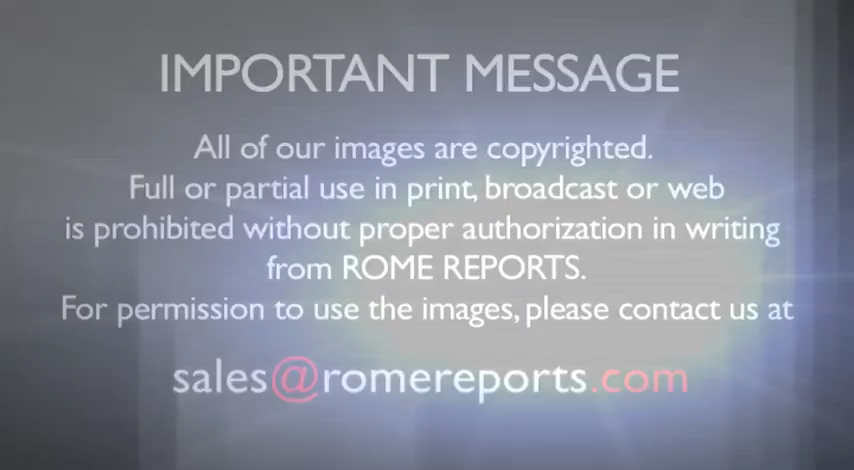 IMPORTANT MESSAGE
All of our images are copyrighted.
Full or partial use in print, broadcast or web
is prohibited without proper authorization in writing
from ROME REPORTS.
For permission to use the images, please contact us at
sales@romereports.com